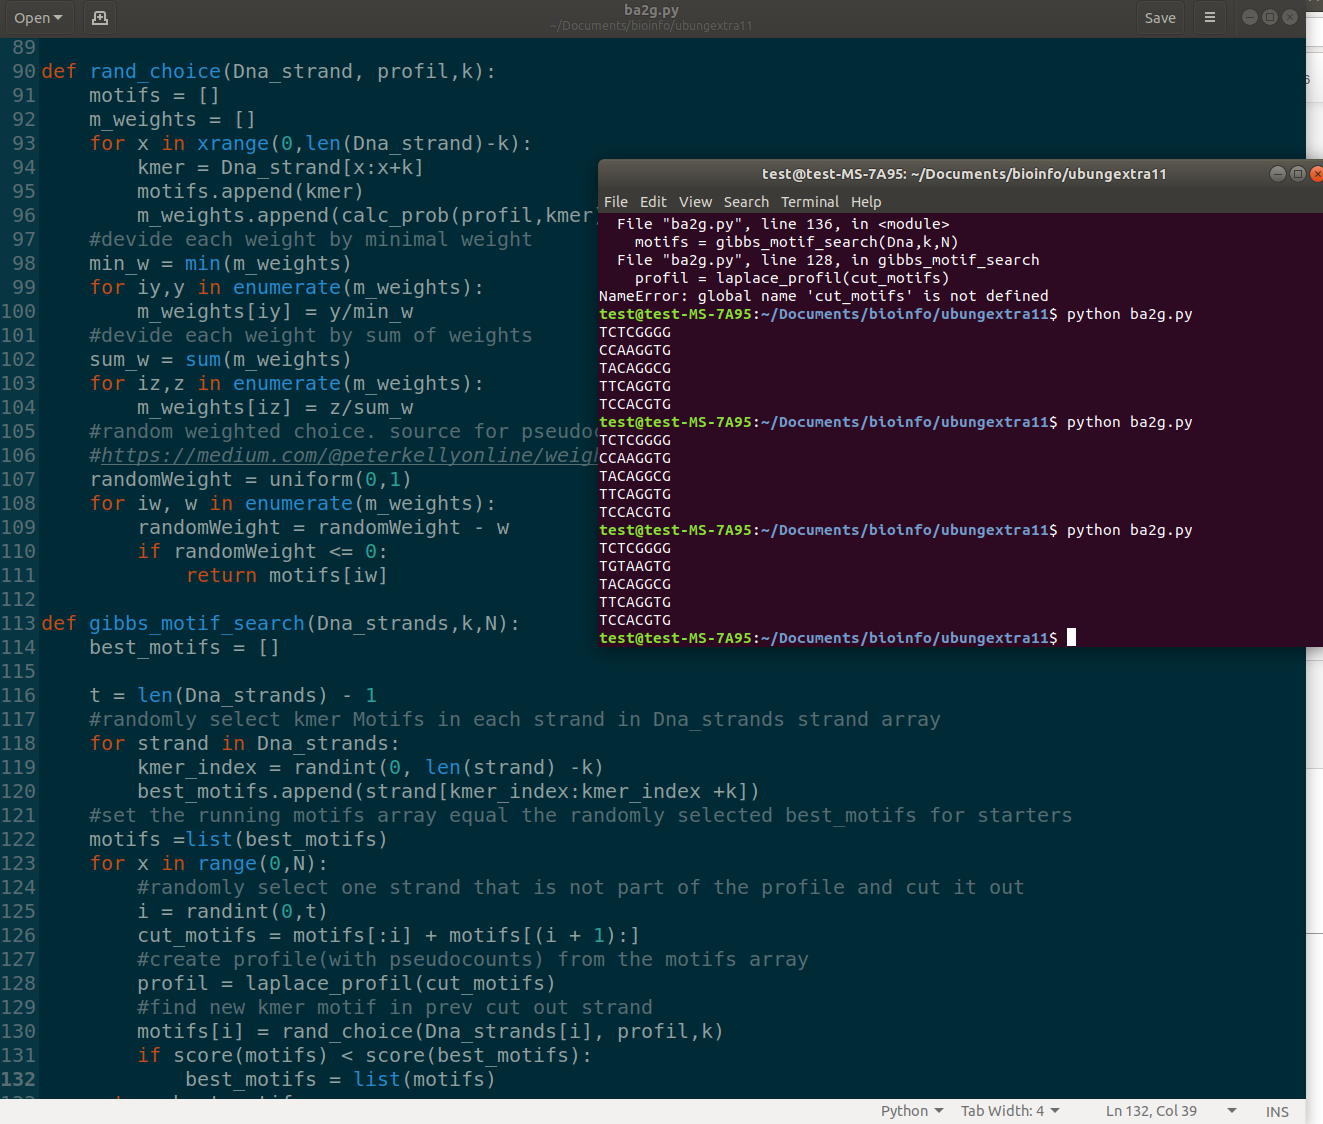 Open
ba2g.py
~/Documents/bioinfo/ubungextra11
Save
89
90 def rand_choice(Dna_strand, profil,k):
91     motifs = []
92     m_weights = []
93     for x in xrange(0,len(Dna_strand)-k):
94         kmer = Dna_strand[x:x+k]
95         motifs.append(kmer)
96         m_weights.append(calc_prob(profil,kmer)
97     #devide each weight by minimal weight
98     min_w = min(m_weights)
99     for iy,y in enumerate(m_weights):
100         m_weights[iy] = y/min_w
101     #devide each weight by sum of weights
102     sum_w = sum(m_weights)
103     for iz,z in enumerate(m_weights):
104         m_weights[iz] = z/sum_w
105     #random weighted choice. source for pseudoc
106     #https://medium.com/@peterkellyonline/weigh
107     randomWeight = uniform(0,1)
108     for iw, w in enumerate(m_weights):
109         randomWeight = randomWeight - w
110         if randomWeight <= 0:
111             return motifs[iw]
112
113 def gibbs_motif_search(Dna_strands,k,N):
114     best_motifs = []
115
116     t = len(Dna_strands) - 1
117     #randomly select kmer Motifs in each strand in Dna_strands strand array
118     for strand in Dna_strands:
119         kmer_index = randint(0, len(strand) -k)
120         best_motifs.append(strand[kmer_index:kmer_index +k])
121     #set the running motifs array equal the randomly selected best_motifs for starters
122     motifs =list(best_motifs)
123     for x in range(0,N):
124         #randomly select one strand that is not part of the profile and cut it out
125         i = randint(0,t)
126         cut_motifs = motifs[:i] + motifs[(i + 1):]
127         #create profile(with pseudocounts) from the motifs array
128         profil = laplace_profil(cut_motifs)
129         #find new kmer motif in prev cut out strand
130         motifs[i] = rand_choice(Dna_strands[i], profil,k)
131         if score(motifs) < score(best_motifs):
132             best_motifs = list(motifs)
test@test-MS-7A95: ~/Documents/bioinfo/ubungextra11
File Edit View Search Terminal Help
  File "ba2g.py", line 136, in <module>
    motifs = gibbs_motif_search(Dna,k,N)
  File "ba2g.py", line 128, in gibbs_motif_search
    profil = laplace_profil(cut_motifs)
NameError: global name 'cut_motifs' is not defined
test@test-MS-7A95:~/Documents/bioinfo/ubungextra11$ python ba2g.py
TCTCGGGG
CCAAGGTG
TACAGGCG
TTCAGGTG
TCCACGTG
test@test-MS-7A95:~/Documents/bioinfo/ubungextra11$ python ba2g.py
TCTCGGGG
CCAAGGTG
TACAGGCG
TTCAGGTG
TCCACGTG
test@test-MS-7A95:~/Documents/bioinfo/ubungextra11$ python ba2g.py
TCTCGGGG
TGTAAGTG
TACAGGCG
TTCAGGTG
TCCACGTG
test@test-MS-7A95:~/Documents/bioinfo/ubungextra11$
Python Tab Width: 4 Ln 132, Col 39 INS